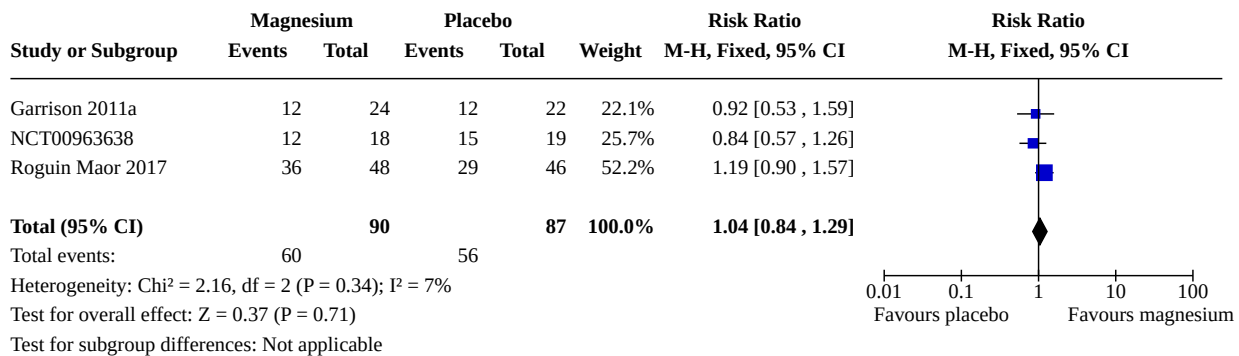 Magnesium Placebo Risk Ratio Risk Ratio
Study or Subgroup Events Total Events Total Weight M-H, Fixed, 95% CI M-H, Fixed, 95% CI
Garrison 2011a 12 24 12 22 22.1% 0.92 [0.53 , 1.59]
NCT00963638 12 18 15 19 25.7% 0.84 [0.57 , 1.26]
Roguin Maor 2017 36 48 29 46 52.2% 1.19 [0.90 , 1.57]
Total (95% CI) 90 87 100.0% 1.04 [0.84 , 1.29]
Total events: 60 56
Heterogeneity: Chi² = 2.16, df = 2 (P = 0.34); I² = 7%
0.01 0.1 1 10 100
Test for overall effect: Z = 0.37 (P = 0.71) Favours placebo Favours magnesium
Test for subgroup differences: Not applicable